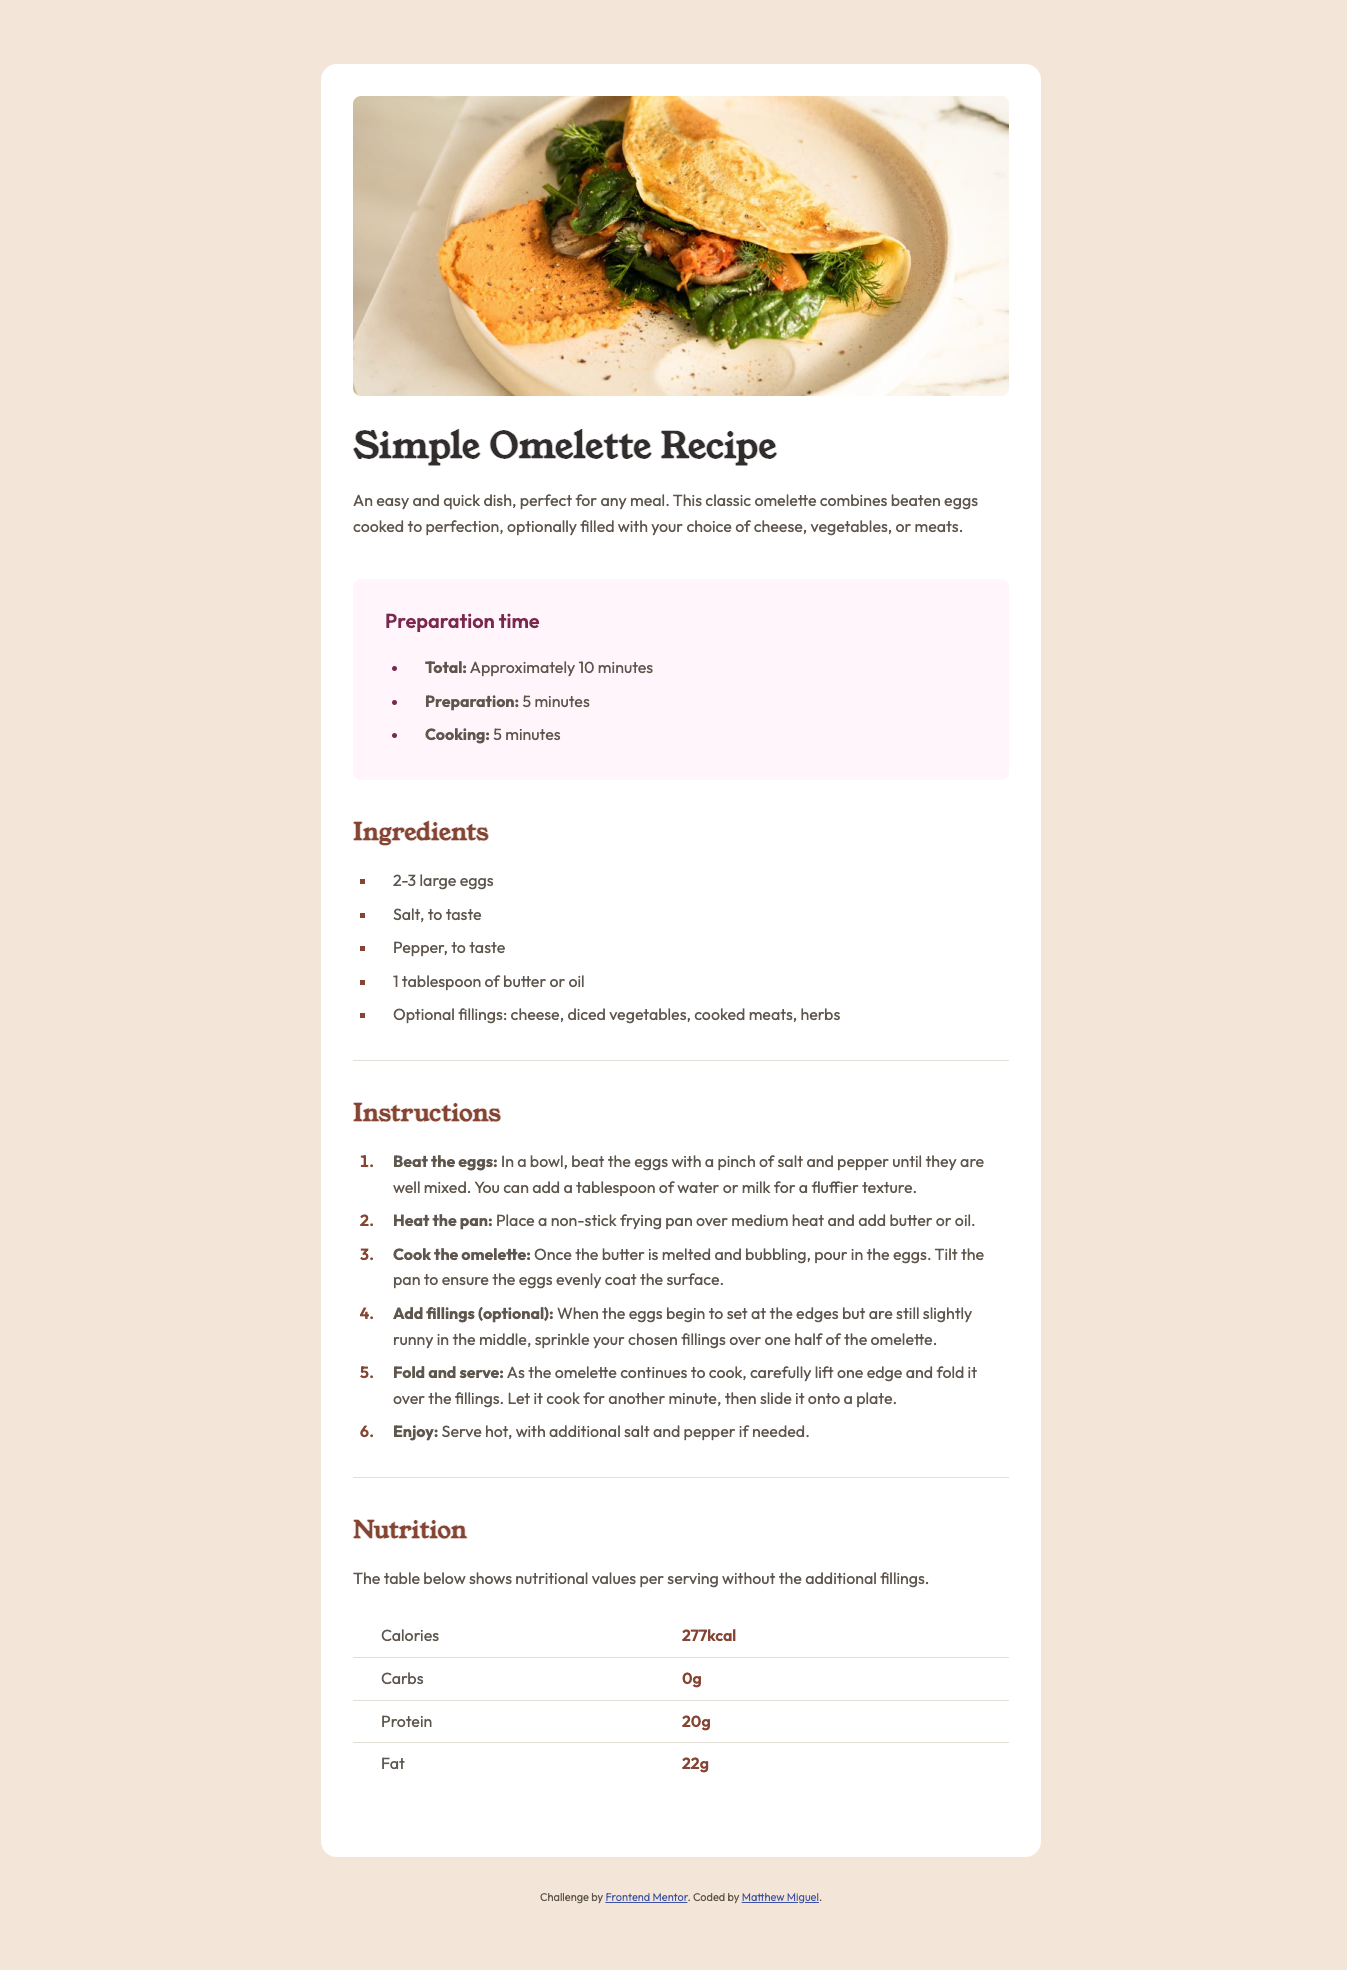 Simple Omelette Recipe
An easy and quick dish, perfect for any meal. This classic omelette combines beaten eggs
cooked to perfection, optionally filled with your choice of cheese, vegetables, or meats.
Preparation time
• Total: Approximately 10 minutes
• Preparation: 5 minutes
• Cooking: 5 minutes
Ingredients
▪ 2-3 large eggs
▪ Salt, to taste
▪ Pepper, to taste
▪ 1 tablespoon of butter or oil
▪ Optional fillings: cheese, diced vegetables, cooked meats, herbs
Instructions
1. Beat the eggs: In a bowl, beat the eggs with a pinch of salt and pepper until they are
well mixed. You can add a tablespoon of water or milk for a fluffier texture.
2. Heat the pan: Place a non-stick frying pan over medium heat and add butter or oil.
3. Cook the omelette: Once the butter is melted and bubbling, pour in the eggs. Tilt the
pan to ensure the eggs evenly coat the surface.
4. Add fillings (optional): When the eggs begin to set at the edges but are still slightly
runny in the middle, sprinkle your chosen fillings over one half of the omelette.
5. Fold and serve: As the omelette continues to cook, carefully lift one edge and fold it
over the fillings. Let it cook for another minute, then slide it onto a plate.
6. Enjoy: Serve hot, with additional salt and pepper if needed.
Nutrition
The table below shows nutritional values per serving without the additional fillings.
Calories 277kcal
Carbs 0g
Protein 20g
Fat 22g
Challenge by Frontend Mentor. Coded by Matthew Miguel.